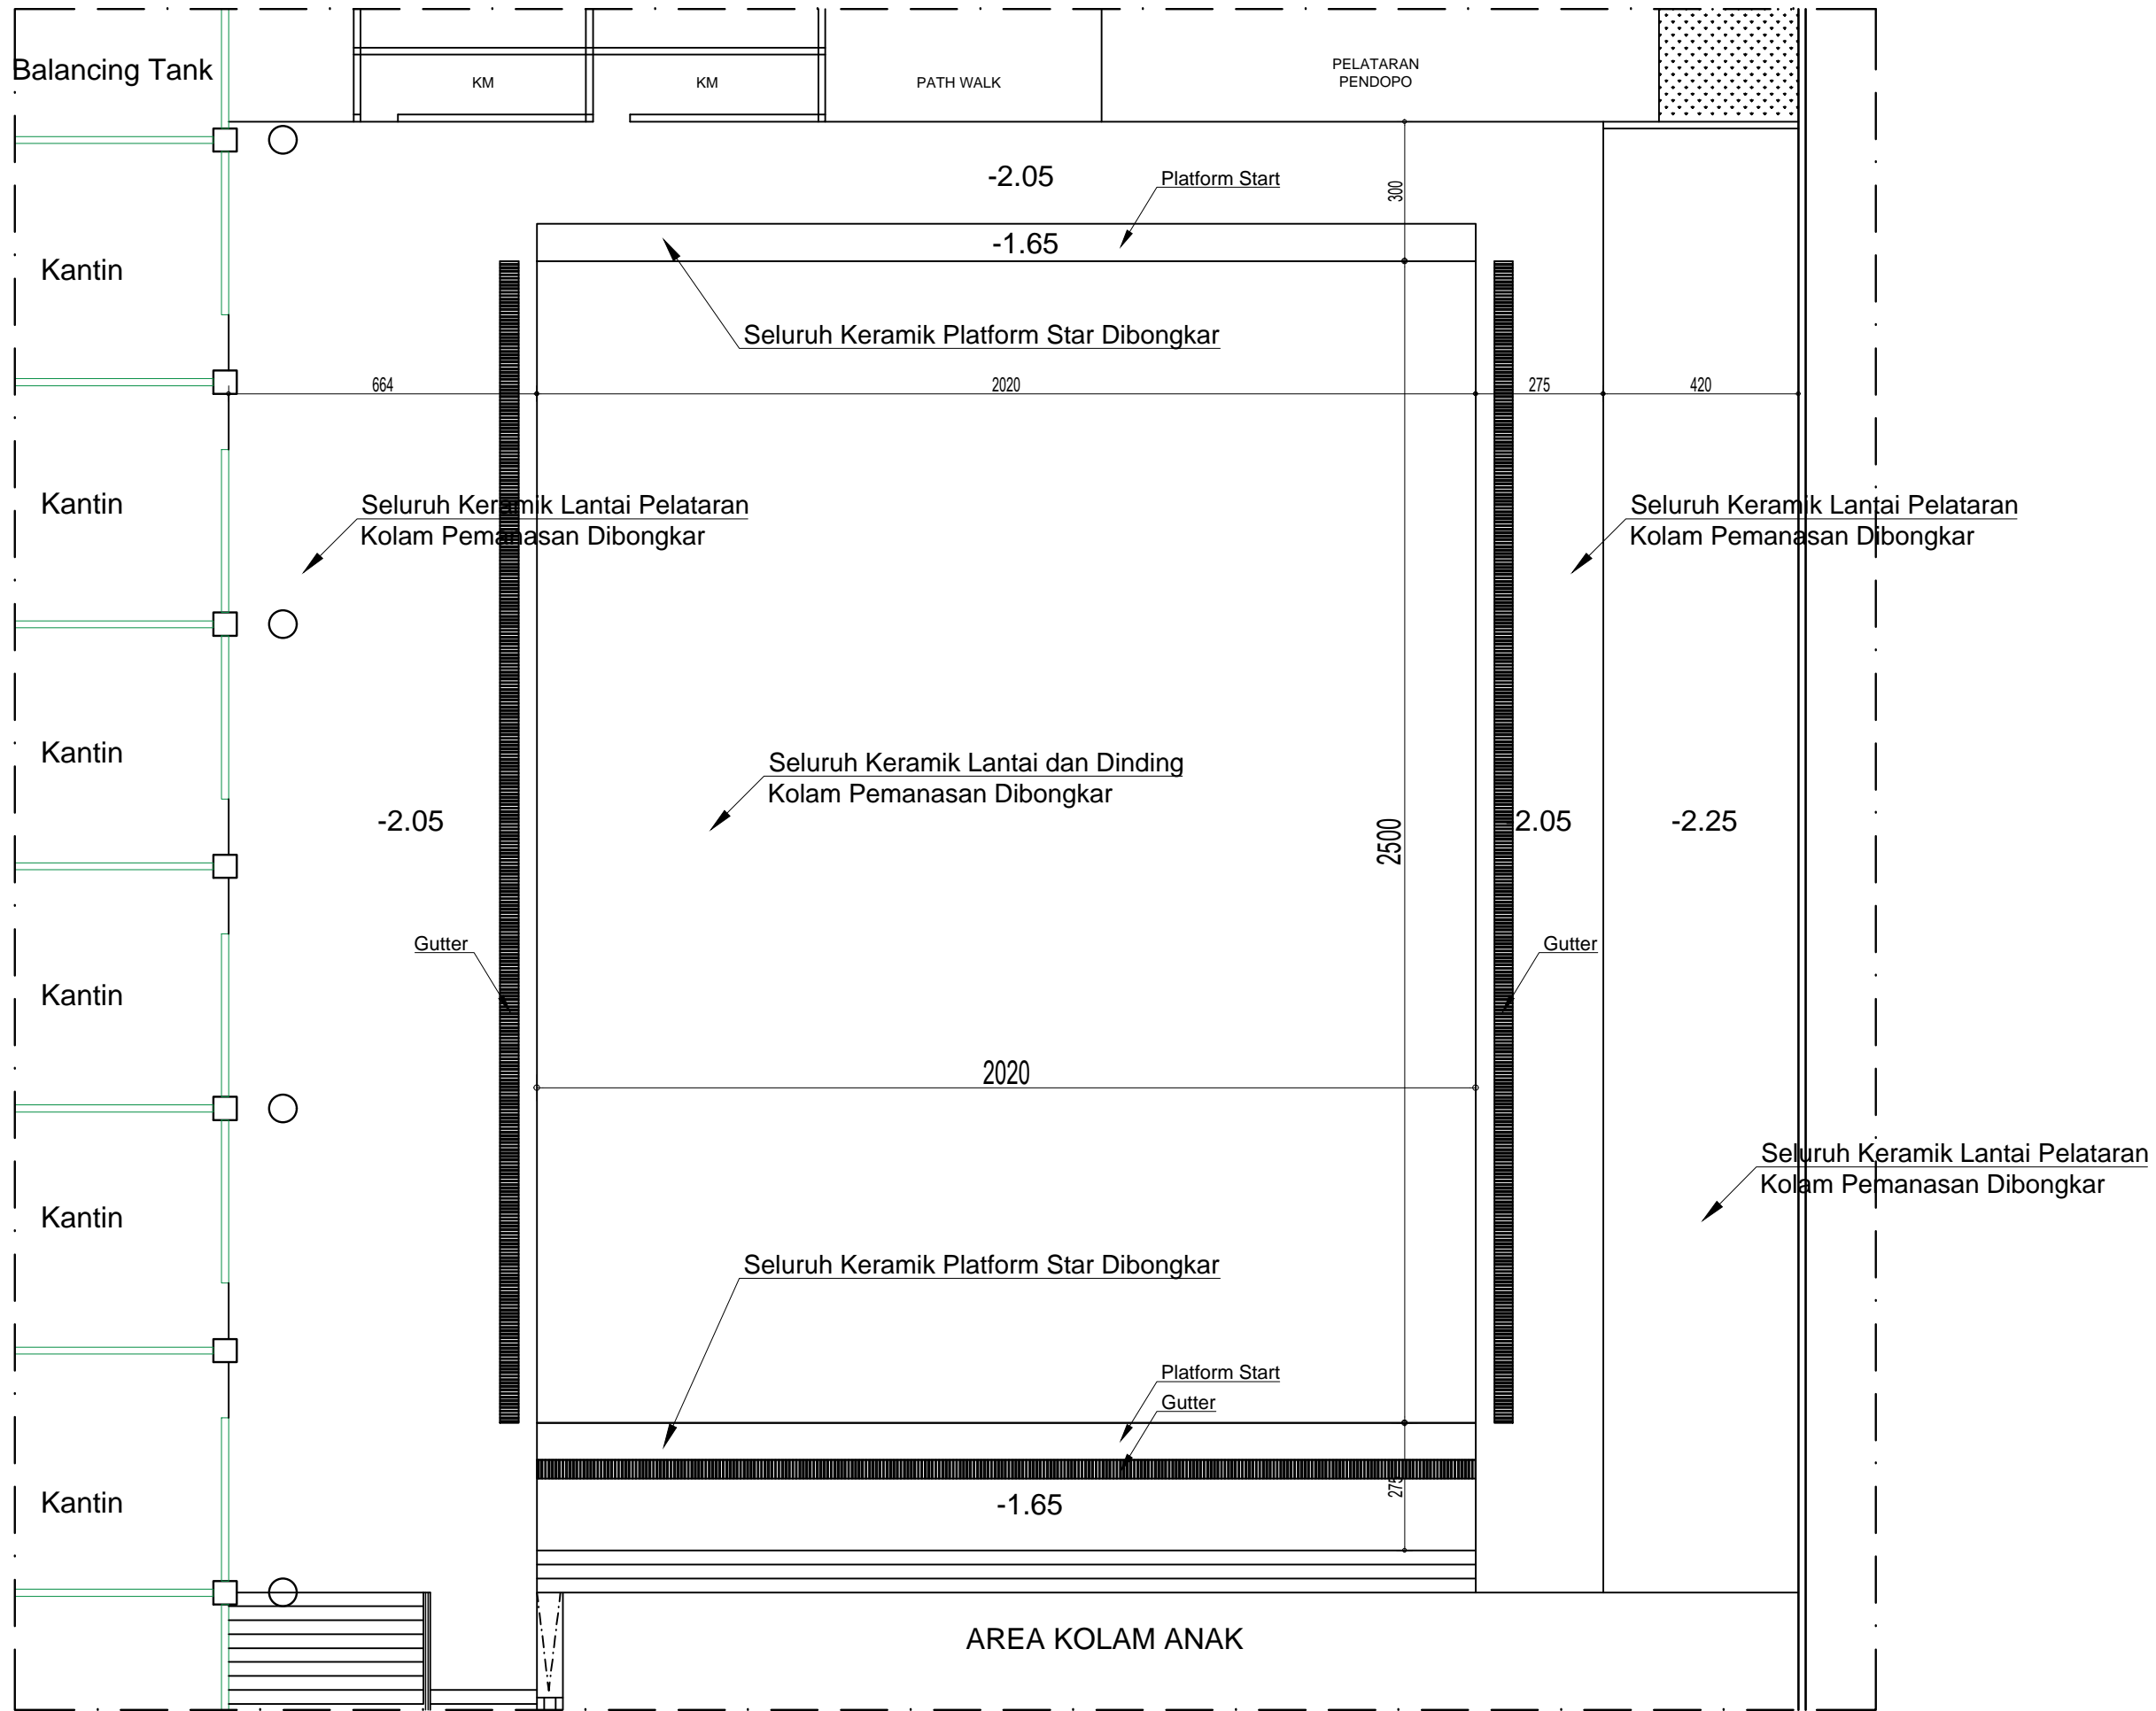 Balancing Tank
KM
KM
PATH WALK
PELATARAN
PENDOPO
-2.05
Platform Start
300
-1.65
Kantin
Seluruh Keramik Platform Star Dibongkar
664
2020
275
420
Kantin
Seluruh Keramik Lantai Pelataran
Kolam Pemanasan Dibongkar
Seluruh Keramik Lantai Pelataran
Kolam Pemanasan Dibongkar
Kantin
Seluruh Keramik Lantai dan Dinding
Kolam Pemanasan Dibongkar
-2.05
2500
-2.05
-2.25
Gutter
Gutter
Kantin
2020
Seluruh Keramik Lantai Pelataran
Kolam Pemanasan Dibongkar
Kantin
Seluruh Keramik Platform Star Dibongkar
Platform Start
Gutter
275
Kantin
-1.65
AREA KOLAM ANAK